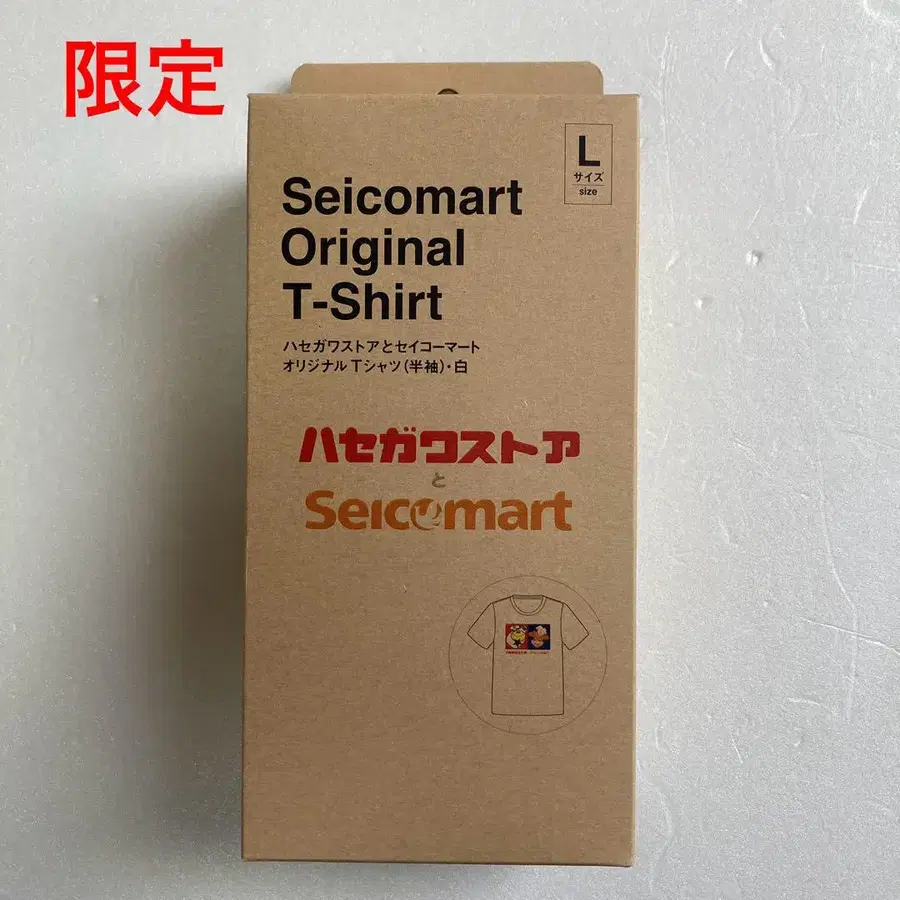 限定
L
サイズ
size
Seicomart
Original
T-Shirt
ハセガワストアとセイコーマート
オリジナル Tシャツ(半袖)・白
ハセガワストア
と
Seicomart